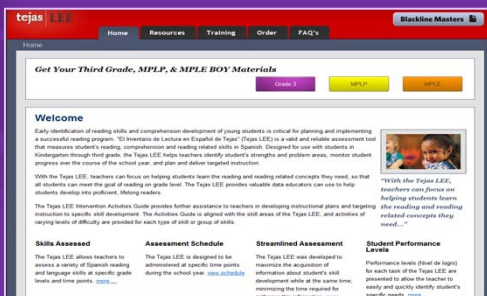 tejas LEE
Blackline Masters
Home Resources Training Order FAQ's
Home
Get Your Third Grade, MPLP, & MPLE BOY Materials
Grade 3 MPLP MPLE
Welcome
Early identification of reading skills and comprehension development of young students is critical for planning and implementing
a successful reading program. "El Inventario de Lectura en Español de Tejas" (Tejas LEE) is a valid and reliable assessment tool
that measures student's reading, comprehension and reading related skills in Spanish. Designed for use with students in
Kindergarten through third grade, the Tejas LEE helps teachers identify student's strengths and problem areas, monitor student
progress over the course of the school year, and plan and deliver targeted instruction
With the Tejas LEE, teachers can focus on helping students learn the reading and reading related concepts they need, so that
all students can meet the goal of reading on grade level. The Tejas LEE provides valuable data educators can use to help
students develop into proficient, lifelong readers.
The Tejas LEE Intervention Activities Guide provides further assistance to teachers in developing instructional plans and targeting
instruction to specific skill development. The Activities Guide is aligned with the skill areas of the Tejas LEE, and activities of
varying levels of difficulty are provided for each type of skill or group of skills.
"With the Tejas LEE,
teachers can focus on
helping students learn
the reading and reading
related concepts they
need..."
Skills Assessed
The Tejas LEE allows teachers to
assess a variety of Spanish reading
and language skills at specific grade
levels and time points. more ...
Assessment Schedule
The Tejas LEE is designed to be
administered at specific time points
during the school year. view schedule
Streamlined Assessment
The Tejas LEE was developed to
maximize the acquisition of
information about student's skill
development while at the same time,
minimizing the time required for
Student Performance
Levels
Performance levels (Nivel de logro)
for each task of the Tejas LEE are
presented to allow the teacher to
easily and quickly identify student's
specific needs. more